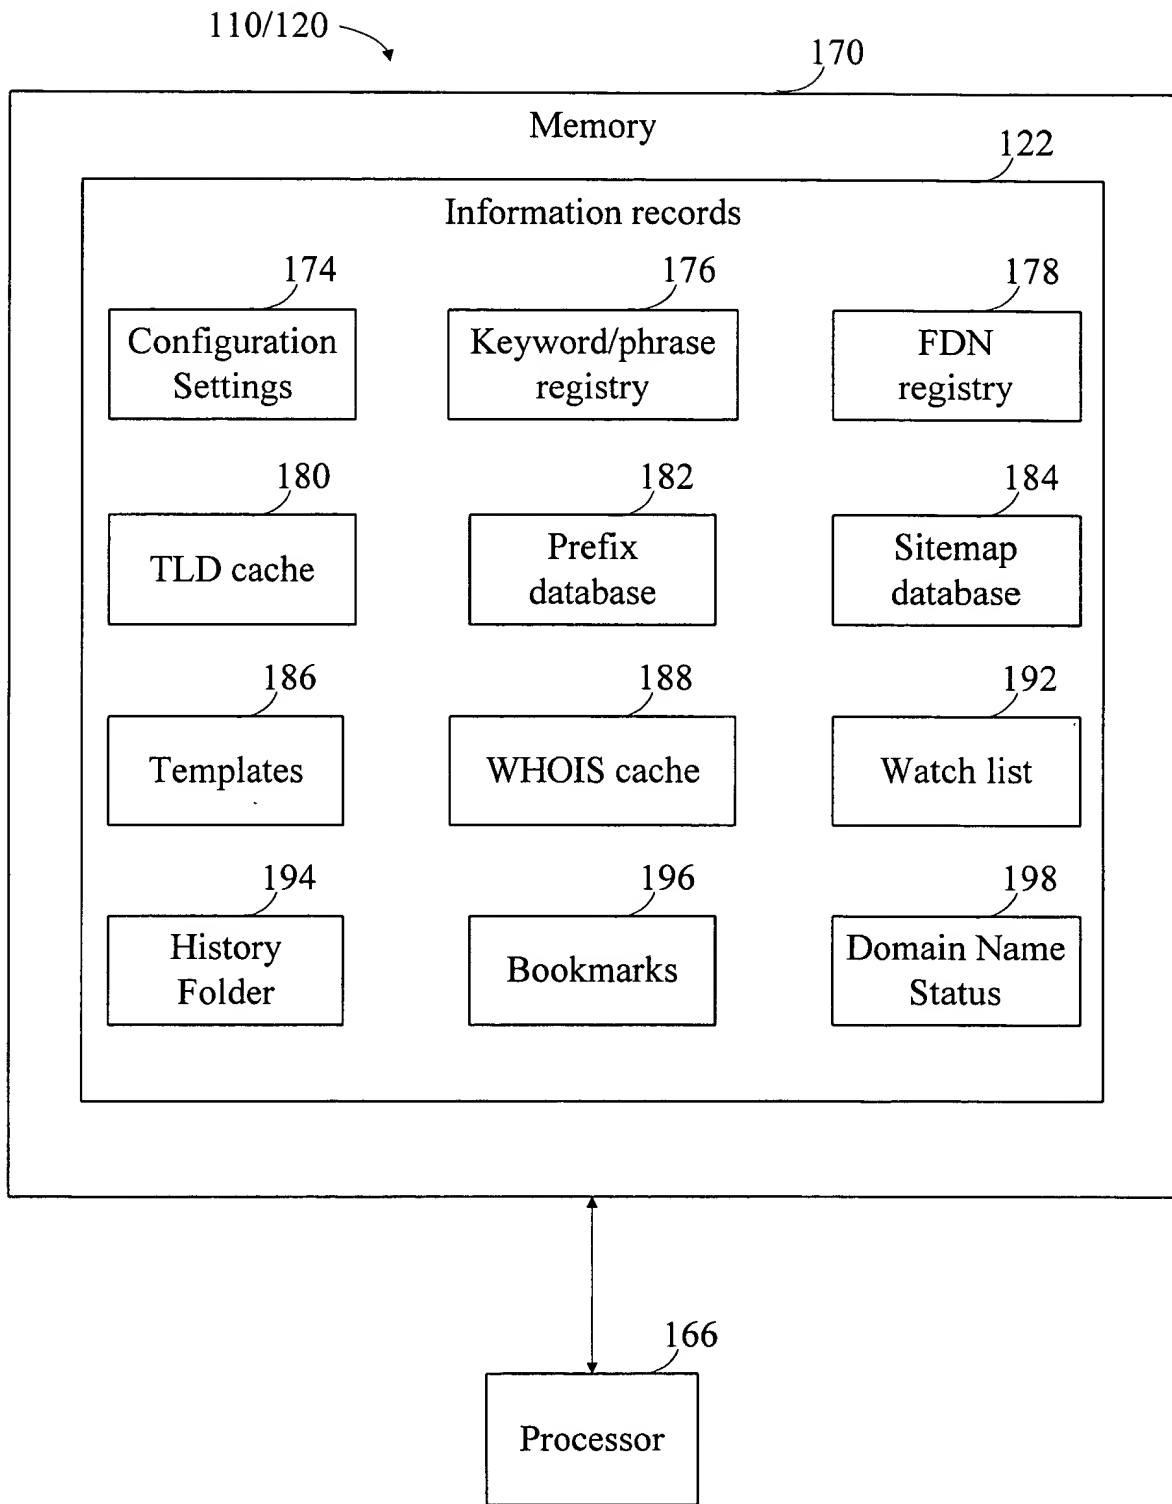 110/120
170
Memory
122
Information records
174
176
178
Configuration
Settings
Keyword/phrase
registry
FDN
registry
180
182
184
TLD cache
Prefix
database
Sitemap
database
186
188
192
Templates
WHOIS cache
Watch list
194
196
198
History
Folder
Bookmarks
Domain Name
Status
166
Processor